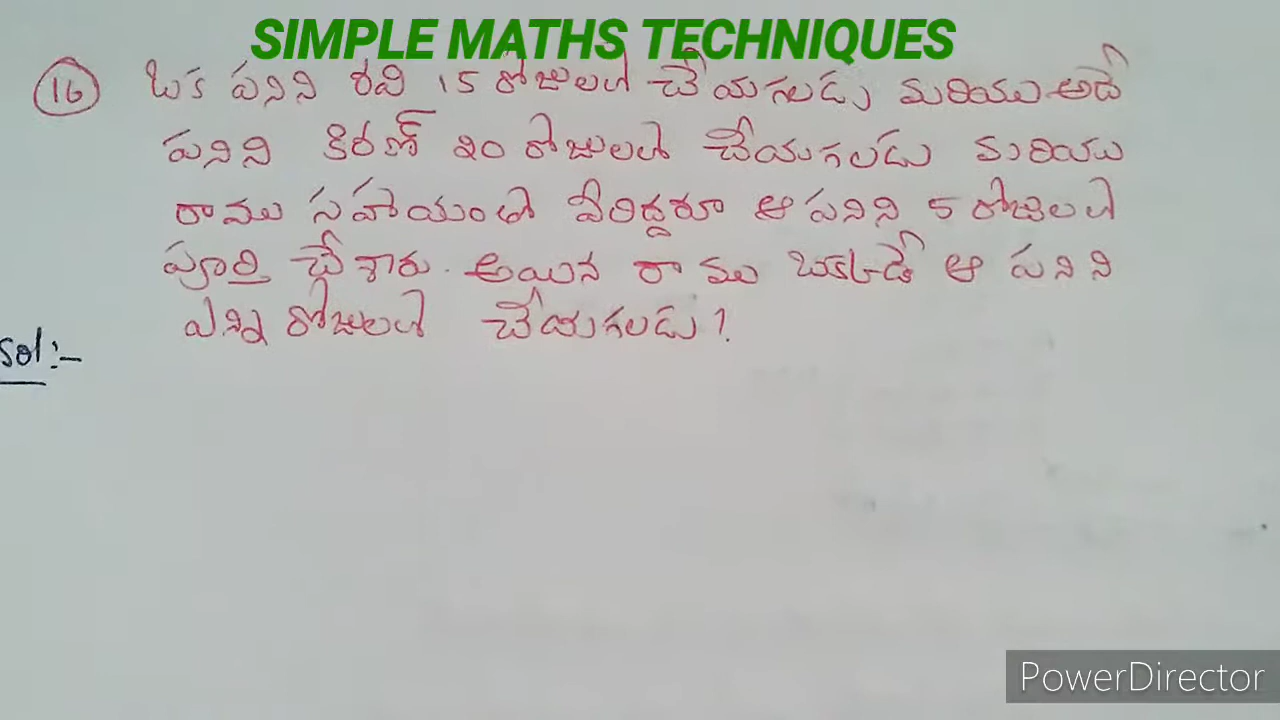 SIMPLE MATHS TECHNIQUES
16 ఒక పనిని రవి 15 రోజులలో చేయగలడు మరియు అదే
పనిని కిరణ్ 20 రోజులలో చేయగలడు మరియు
రాము సహాయంతో వీరిద్దరూ ఆ పనిని 5 రోజులలో
పూర్తి చేశారు. అయిన రాము ఒక్కడే ఆ పనిని
ఎన్ని రోజులలో చేయగలడు?
Sol:-
PowerDirector